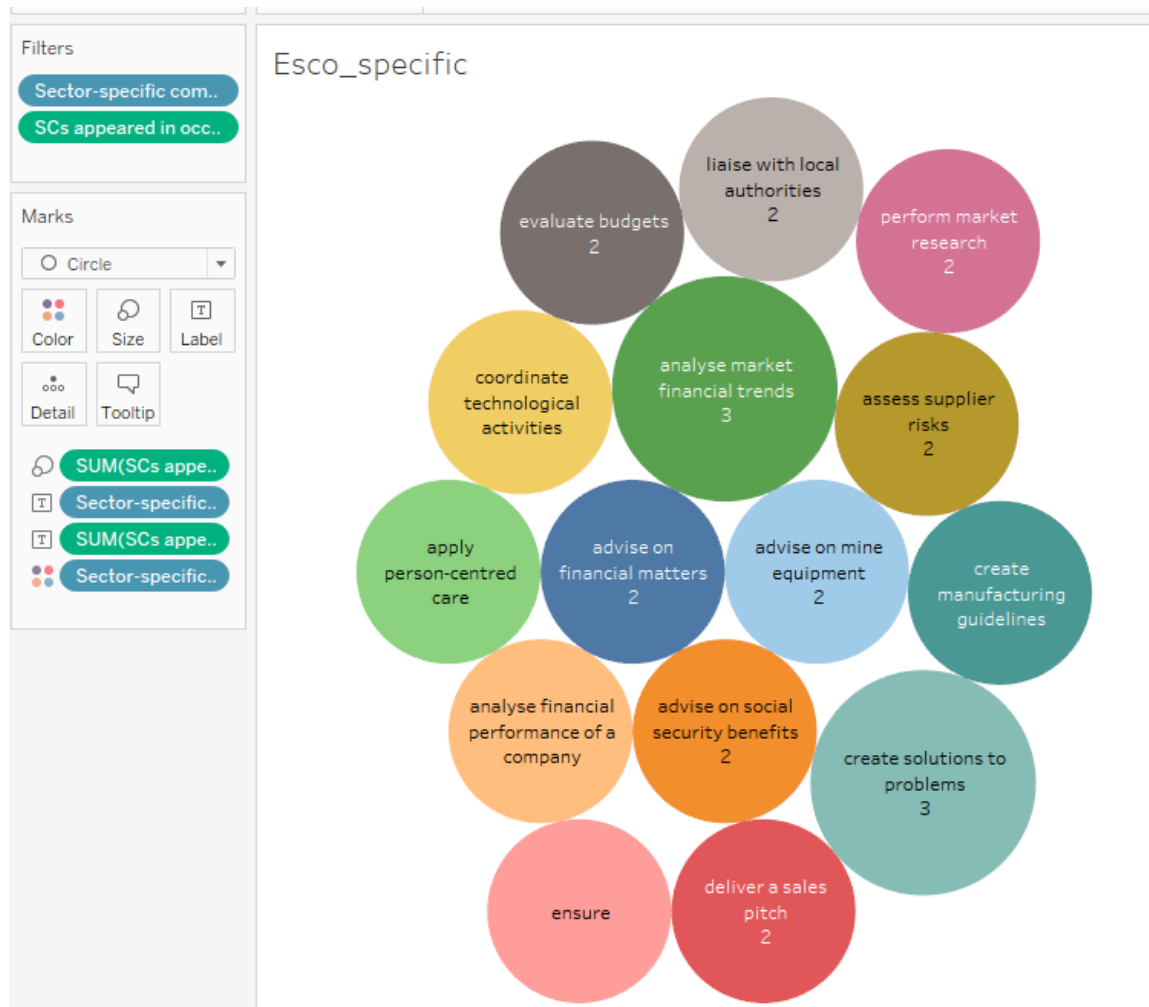 Filters
Sector-specific com..
SCs appeared in occ..
Marks
Circle
Color
Size
T
Label
Detail
Tooltip
SUM(SCs appe..
T
Sector-specific..
T
SUM(SCs appe..
Sector-specific..
Esco_specific
liaise with local
authorities
2
evaluate budgets
2
perform market
research
2
analyse market
financial trends
3
coordinate
technological
activities
assess supplier
risks
2
apply
person-centred
care
advise on
financial matters
2
advise on mine
equipment
2
create
manufacturing
guidelines
analyse financial
performance of a
company
advise on social
security benefits
2
create solutions to
problems
3
ensure
deliver a sales
pitch
2